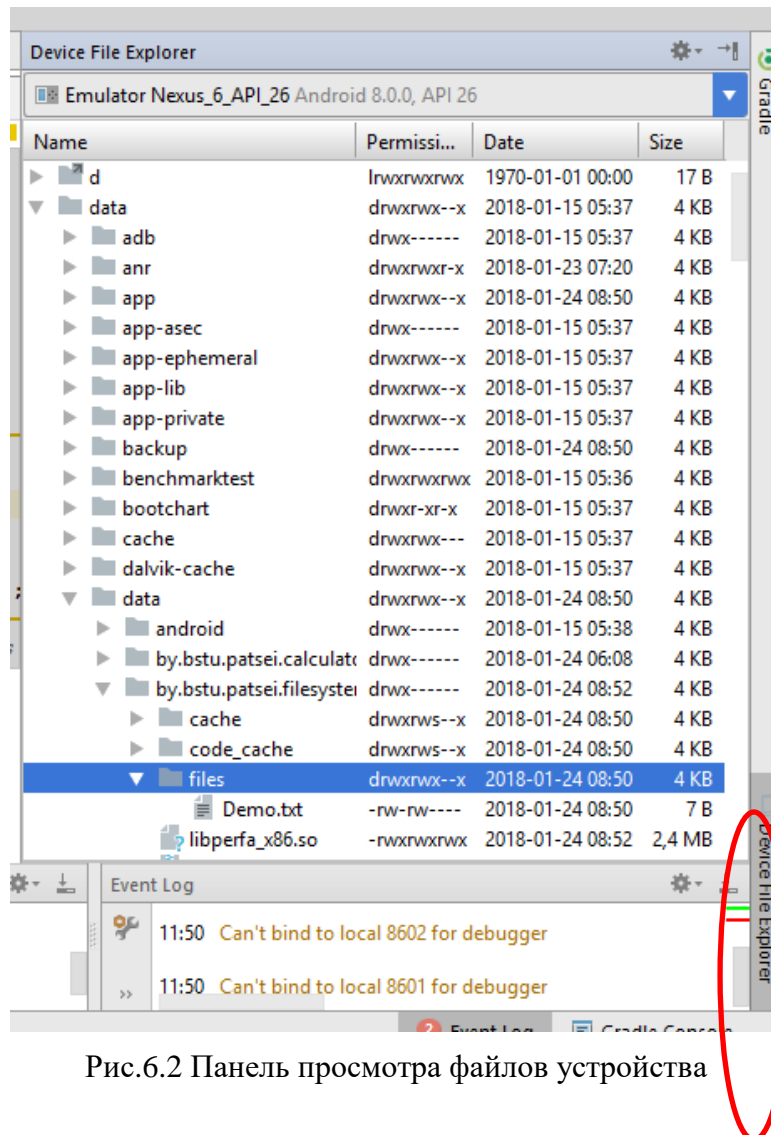 Device File Explorer
Emulator Nexus_6_API_26 Android 8.0.0, API 26
Gradle
Name Permissi... Date Size
d lrwxrwxrwx 1970-01-01 00:00 17 B
data drwxrwx--x 2018-01-15 05:37 4 KB
adb drwx------ 2018-01-15 05:37 4 KB
anr drwxrwxr-x 2018-01-23 07:20 4 KB
app drwxrwx--x 2018-01-24 08:50 4 KB
app-asec drwx------ 2018-01-15 05:37 4 KB
app-ephemeral drwxrwx--x 2018-01-15 05:37 4 KB
app-lib drwxrwx--x 2018-01-15 05:37 4 KB
app-private drwxrwx--x 2018-01-15 05:37 4 KB
backup drwx------ 2018-01-24 08:50 4 KB
benchmarktest drwxrwxrwx 2018-01-15 05:36 4 KB
bootchart drwxr-xr-x 2018-01-15 05:37 4 KB
cache drwxrwx--- 2018-01-15 05:37 4 KB
dalvik-cache drwxrwx--x 2018-01-15 05:37 4 KB
data drwxrwx--x 2018-01-24 08:50 4 KB
android drwx------ 2018-01-15 05:38 4 KB
by.bstu.patsei.calculato drwx------ 2018-01-24 06:08 4 KB
by.bstu.patsei.filesyster drwx------ 2018-01-24 08:52 4 KB
cache drwxrws--x 2018-01-24 08:50 4 KB
code_cache drwxrws--x 2018-01-24 08:50 4 KB
files drwxrwx--x 2018-01-24 08:50 4 KB
Demo.txt -rw-rw---- 2018-01-24 08:50 7 B
libperfa_x86.so -rwxrwxrwx 2018-01-24 08:52 2,4 MB
Device File Explorer
Event Log
11:50 Can't bind to local 8602 for debugger
11:50 Can't bind to local 8601 for debugger
2 Event Log Gradle Console
Рис.6.2 Панель просмотра файлов устройства